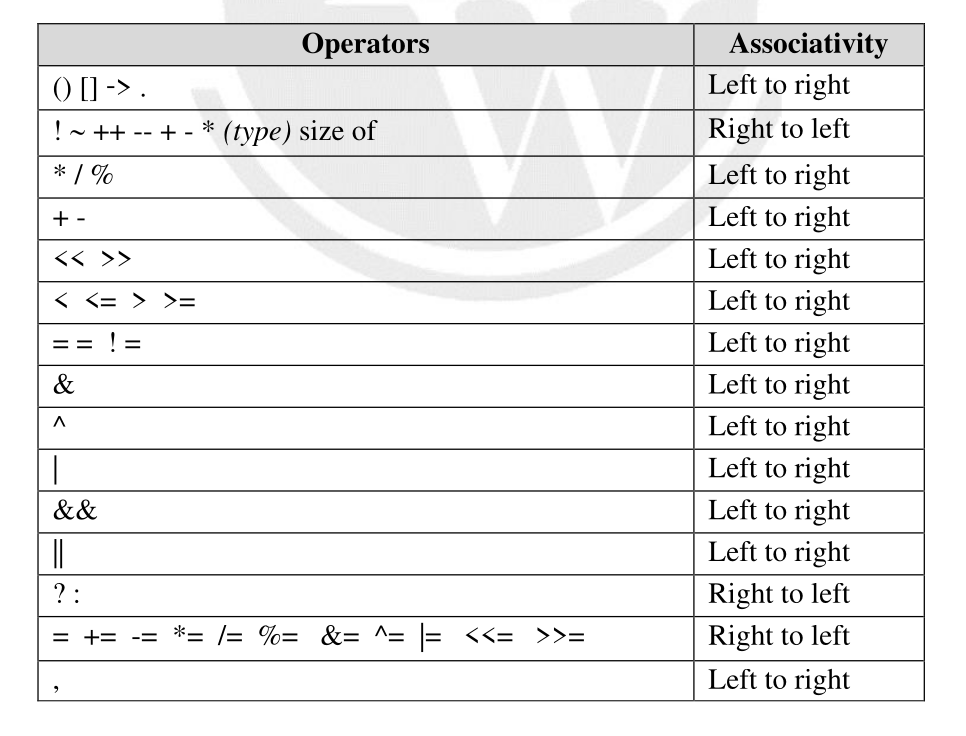 Operators Associativity
() [] -> . Left to right
! ~ ++ -- + - * (type) size of Right to left
* / % Left to right
+ - Left to right
<< >> Left to right
< <= > >= Left to right
= = ! = Left to right
& Left to right
^ Left to right
| Left to right
&& Left to right
|| Left to right
? : Right to left
= += -= *= /= %= &= ^= |= <<= >>= Right to left
, Left to right